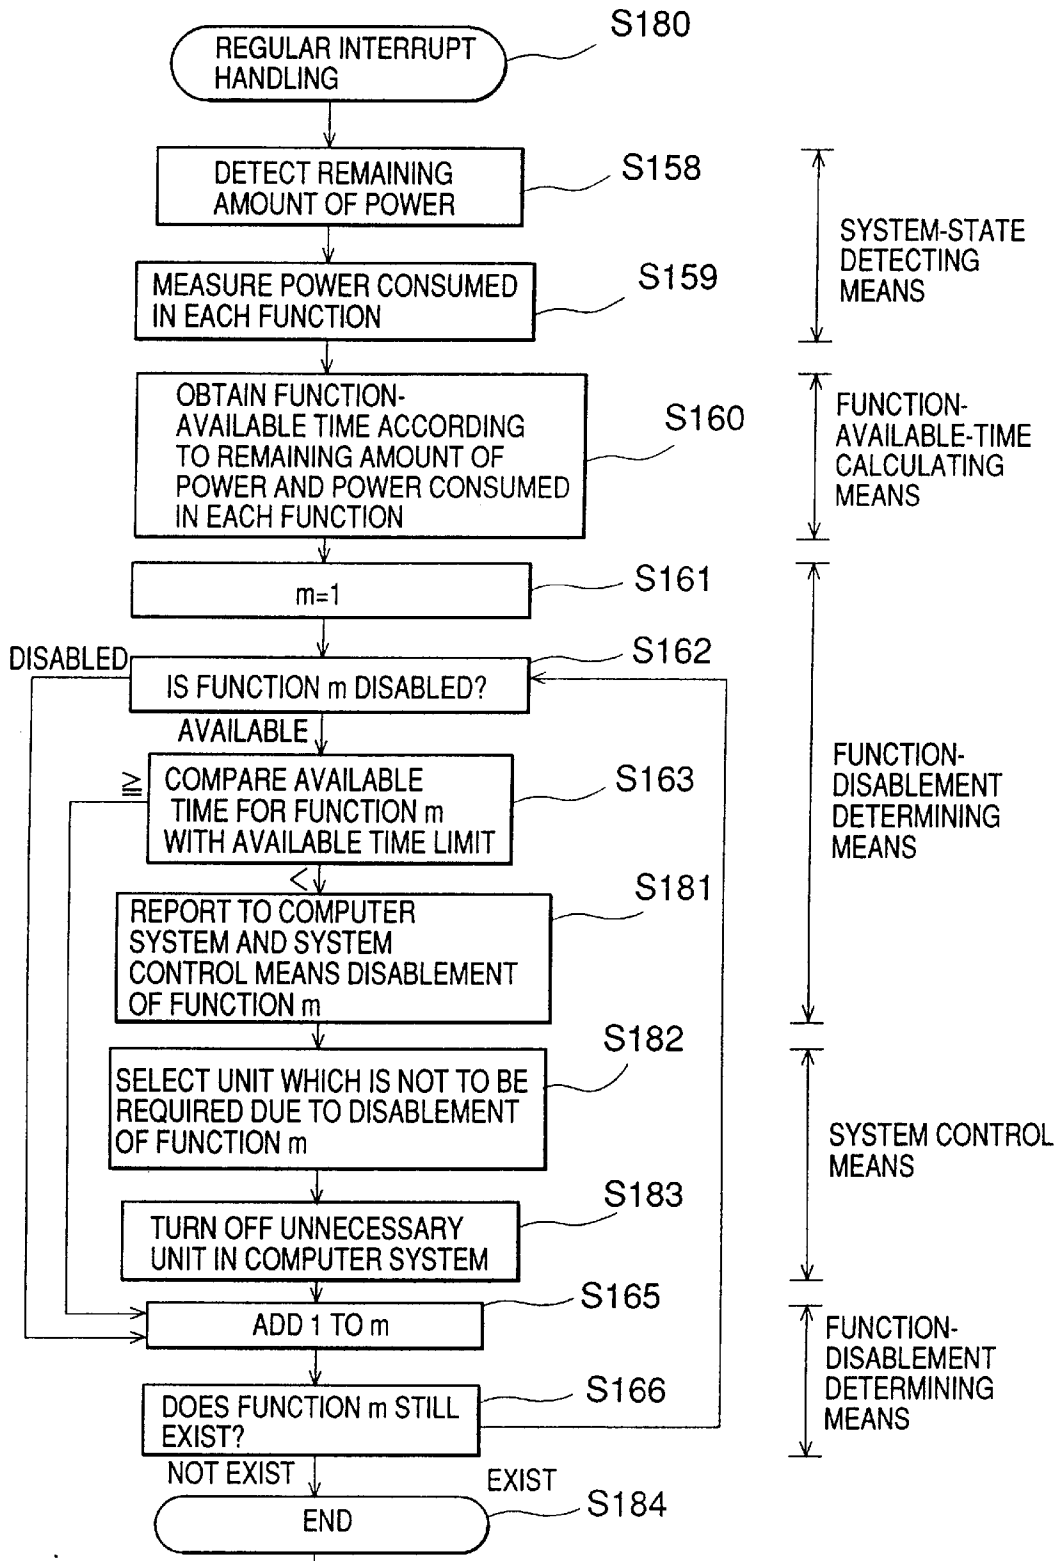 S180
REGULAR INTERRUPT
HANDLING
S158
DETECT REMAINING
AMOUNT OF POWER
SYSTEM-STATE
DETECTING
MEANS
S159
MEASURE POWER CONSUMED
IN EACH FUNCTION
S160
OBTAIN FUNCTION-
AVAILABLE TIME ACCORDING
TO REMAINING AMOUNT OF
POWER AND POWER CONSUMED
IN EACH FUNCTION
FUNCTION-
AVAILABLE-TIME
CALCULATING
MEANS
S161
m=1
S162
DISABLED
IS FUNCTION m DISABLED?
AVAILABLE
S163
≧
COMPARE AVAILABLE
TIME FOR FUNCTION m
WITH AVAILABLE TIME LIMIT
FUNCTION-
DISABLEMENT
DETERMINING
MEANS
<
S181
REPORT TO COMPUTER
SYSTEM AND SYSTEM
CONTROL MEANS DISABLEMENT
OF FUNCTION m
S182
SELECT UNIT WHICH IS NOT TO BE
REQUIRED DUE TO DISABLEMENT
OF FUNCTION m
SYSTEM CONTROL
MEANS
S183
TURN OFF UNNECESSARY
UNIT IN COMPUTER SYSTEM
S165
ADD 1 TO m
FUNCTION-
DISABLEMENT
DETERMINING
MEANS
S166
DOES FUNCTION m STILL
EXIST?
NOT EXIST
EXIST
S184
END